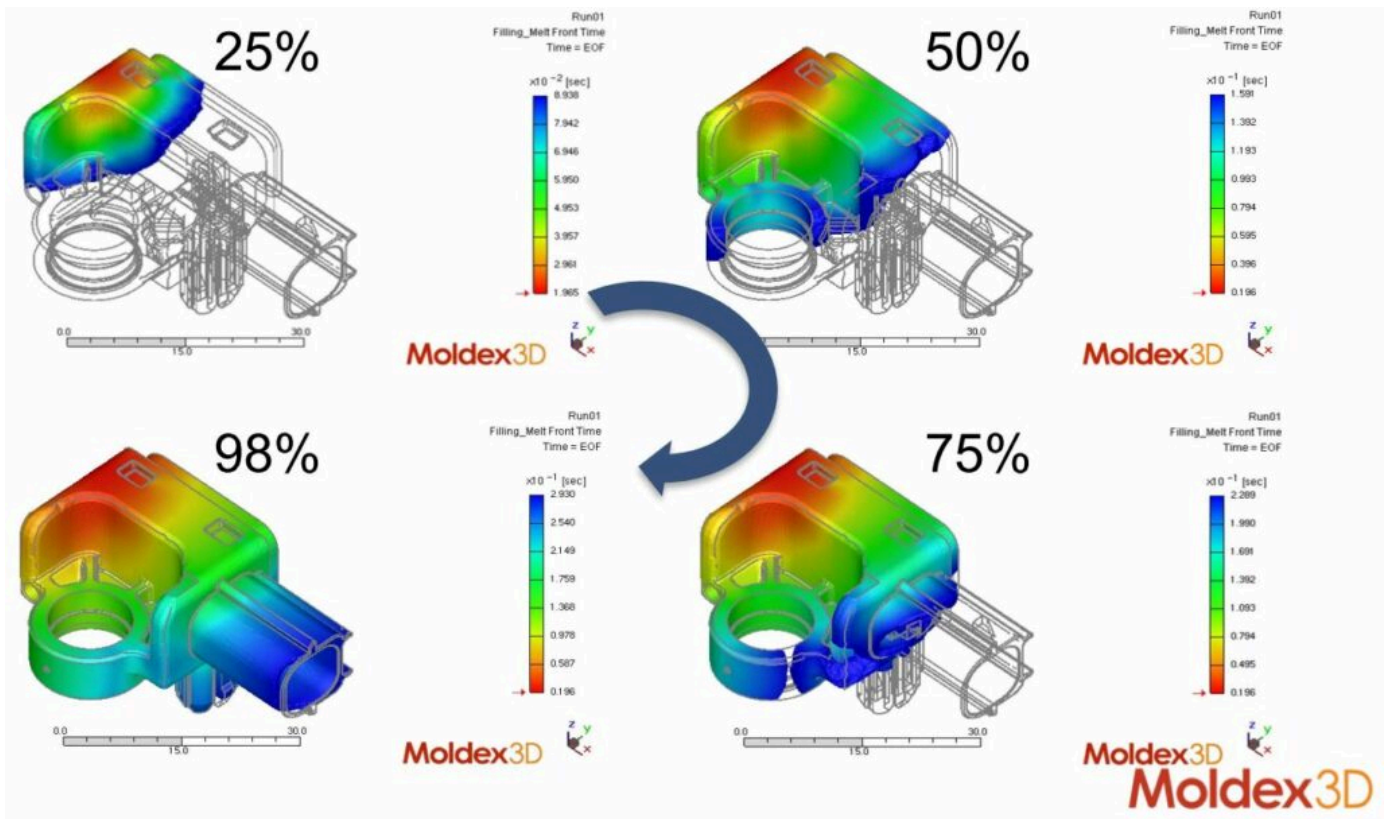 25%
Run01
Filling_Melt Front Time
Time = EOF
x10 -2 [sec]
8.938
7.942
6.946
5.950
4.953
3.957
2.961
1.965
0.0
30.0
15.0
z
y
x
Moldex3D
50%
Run01
Filling_Melt Front Time
Time = EOF
x10 -1 [sec]
1.591
1.392
1.193
0.993
0.794
0.595
0.396
0.196
30.0
15.0
z
y
x
Moldex3D
98%
Run01
Filling_Melt Front Time
Time = EOF
x10 -1 [sec]
2.930
2.540
2.149
1.759
1.368
0.978
0.587
0.196
0.0
30.0
15.0
z
y
x
Moldex3D
75%
Run01
Filling_Melt Front Time
Time = EOF
x10 -1 [sec]
2.289
1.990
1.691
1.392
1.093
0.794
0.495
0.196
0.0
30.0
15.0
z
y
x
Moldex3D
Moldex3D